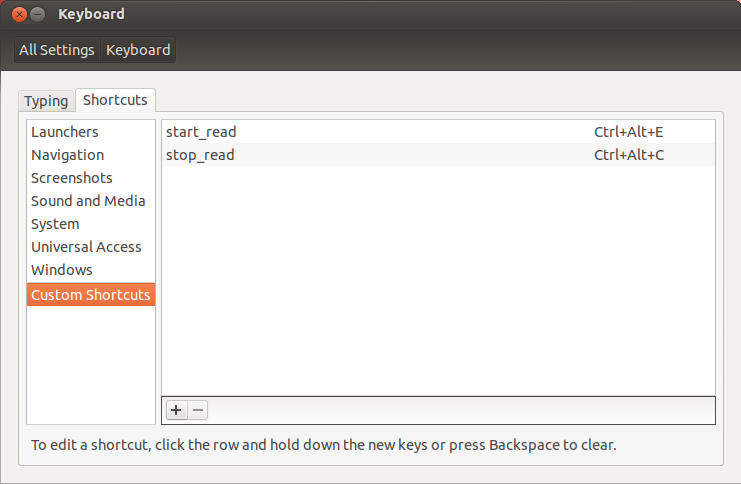 Keyboard
All Settings Keyboard
Typing Shortcuts
Launchers
Navigation
Screenshots
Sound and Media
System
Universal Access
Windows
Custom Shortcuts
start_read Ctrl+Alt+E
stop_read Ctrl+Alt+C
To edit a shortcut, click the row and hold down the new keys or press Backspace to clear.